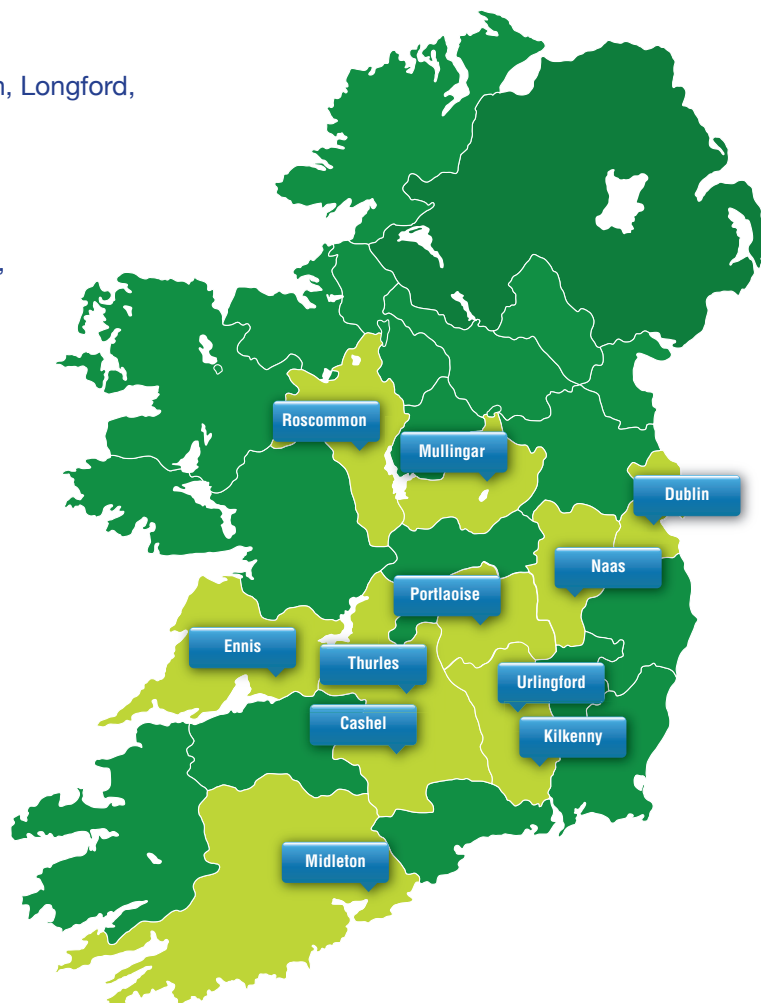 Longford,
,
Roscommon
Mullingar
Dublin
Naas
Portlaoise
Ennis
Thurles
Urlingford
Cashel
Kilkenny
Midleton